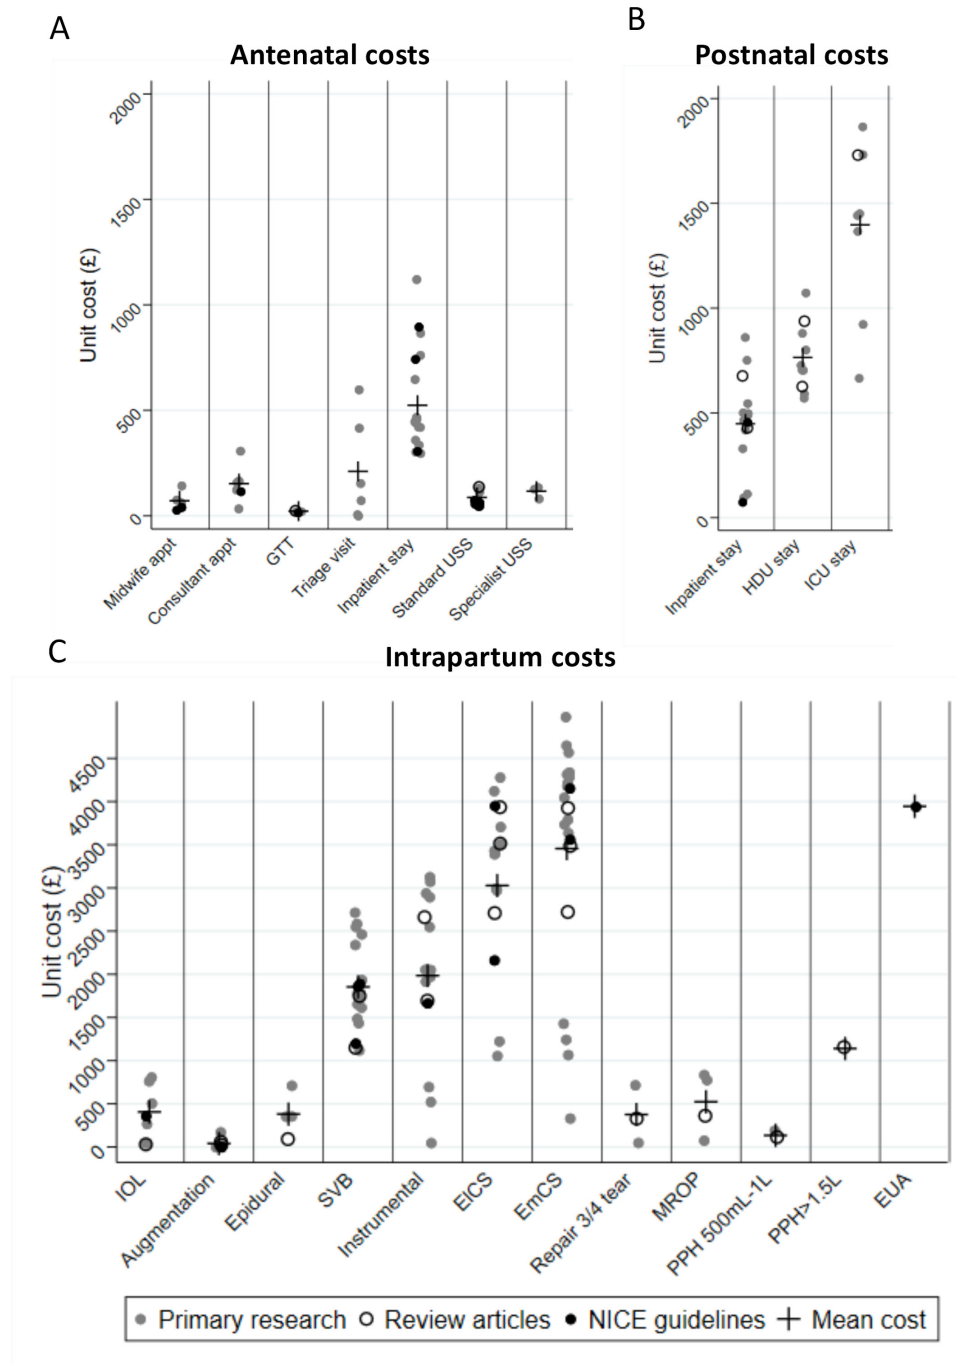 A
Antenatal costs
Unit cost (£)
2000
1500
1000
500
0
Midwife appt
Consultant appt
GTT
Triage visit
Inpatient stay
Standard USS
Specialist USS
B
Postnatal costs
Unit cost (£)
2000
1500
1000
500
0
Inpatient stay
HDU stay
ICU stay
C
Intrapartum costs
Unit cost (£)
4500
4000
3500
3000
2500
2000
1500
1000
500
0
IOL
Augmentation
Epidural
SVB
Instrumental
ElCS
EmCS
Repair 3/4 tear
MROP
PPH 500mL-1L
PPH>1.5L
EUA
Primary research Review articles NICE guidelines Mean cost